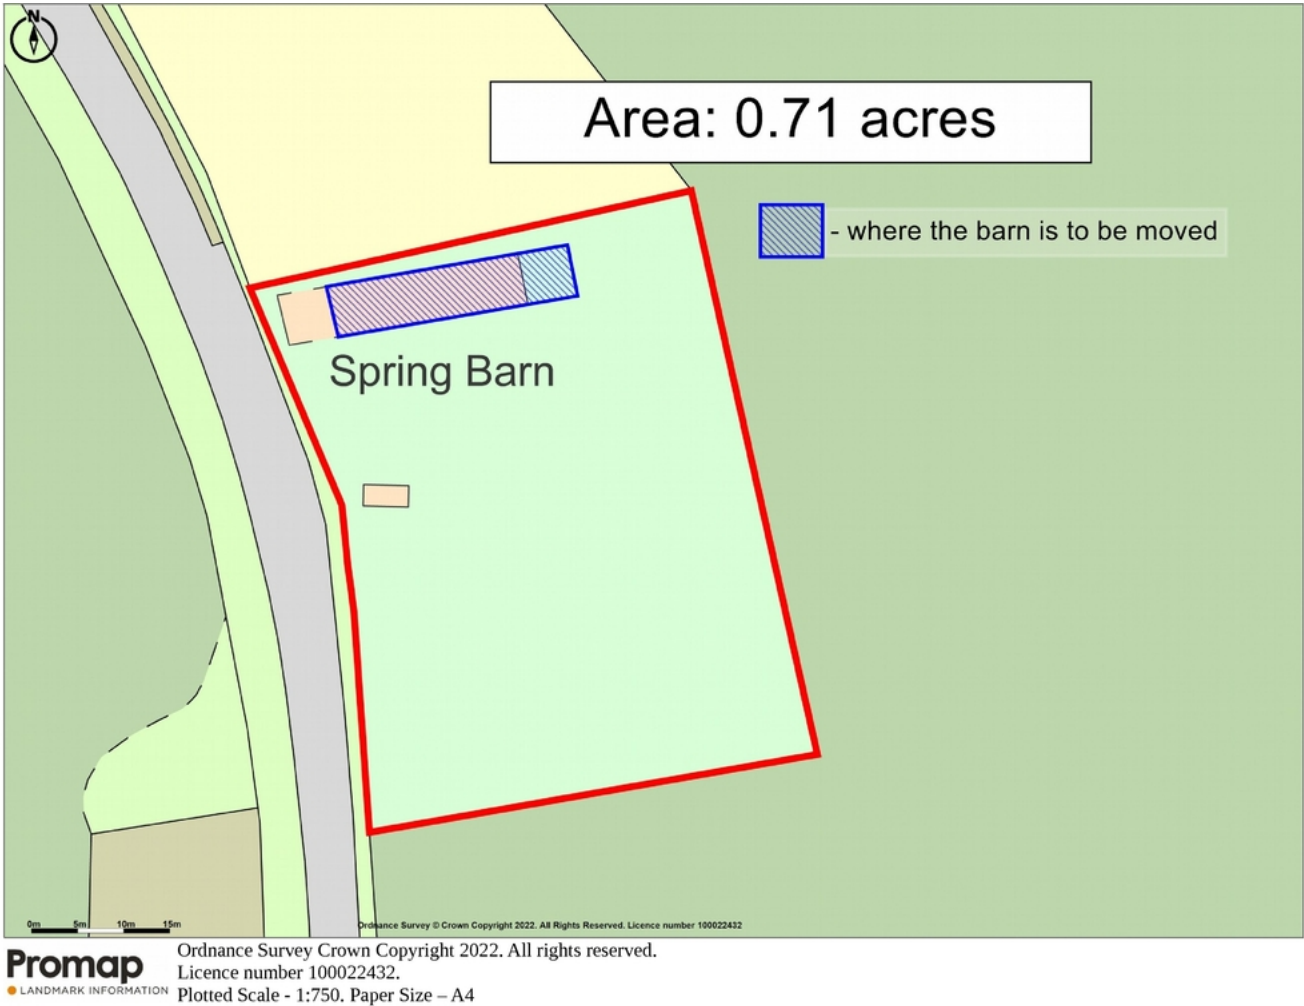 N
Area: 0.71 acres
- where the barn is to be moved
Spring Barn
0m 5m 10m 15m
Ordnance Survey © Crown Copyright 2022. All Rights Reserved. Licence number 100022432
Promap
LANDMARK INFORMATION
Ordnance Survey Crown Copyright 2022. All rights reserved.
Licence number 100022432.
Plotted Scale - 1:750. Paper Size – A4